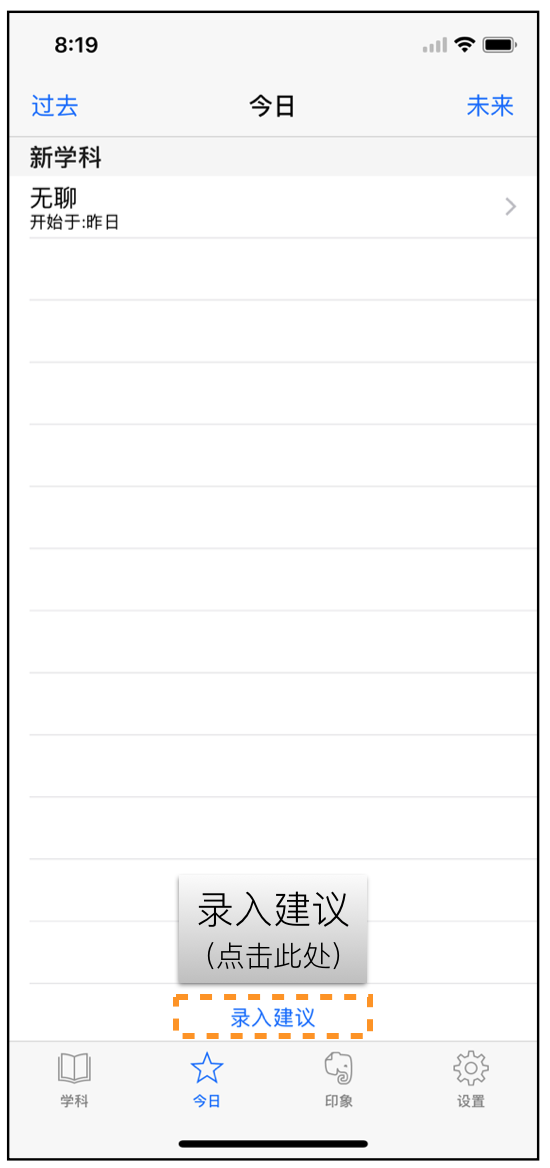 8:19
过去 今日 未来
新学科
无聊
开始于:昨日
录入建议
（点击此处）
录入建议
学科 今日 印象 设置